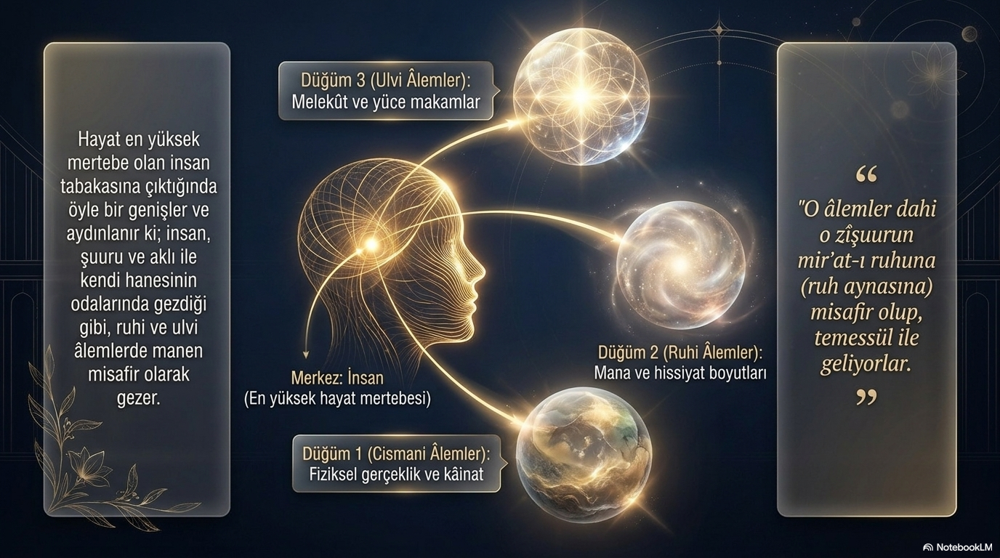 Hayat en yüksek
mertebe olan insan
tabakasına çıktığında
öyle bir genişler ve
aydınlanır ki; insan,
şuuru ve aklı ile
kendi hanesinin
odalarında gezdiği
gibi, ruhi ve ulvi
âlemlerde manen
misafir olarak
gezer.
Düğüm 3 (Ulvi Âlemler):
Melekût ve yüce makamlar
Düğüm 2 (Ruhi Âlemler):
Mana ve hissiyat boyutları
Merkez: İnsan
(En yüksek hayat mertebesi)
Düğüm 1 (Cismani Âlemler):
Fiziksel gerçeklik ve kâinat
“
"O âlemler dahi
o zîşuurun
mir’at-ı ruhuna
(ruh aynasına)
misafir olup,
temessül ile
geliyorlar.
”
NotebookLM